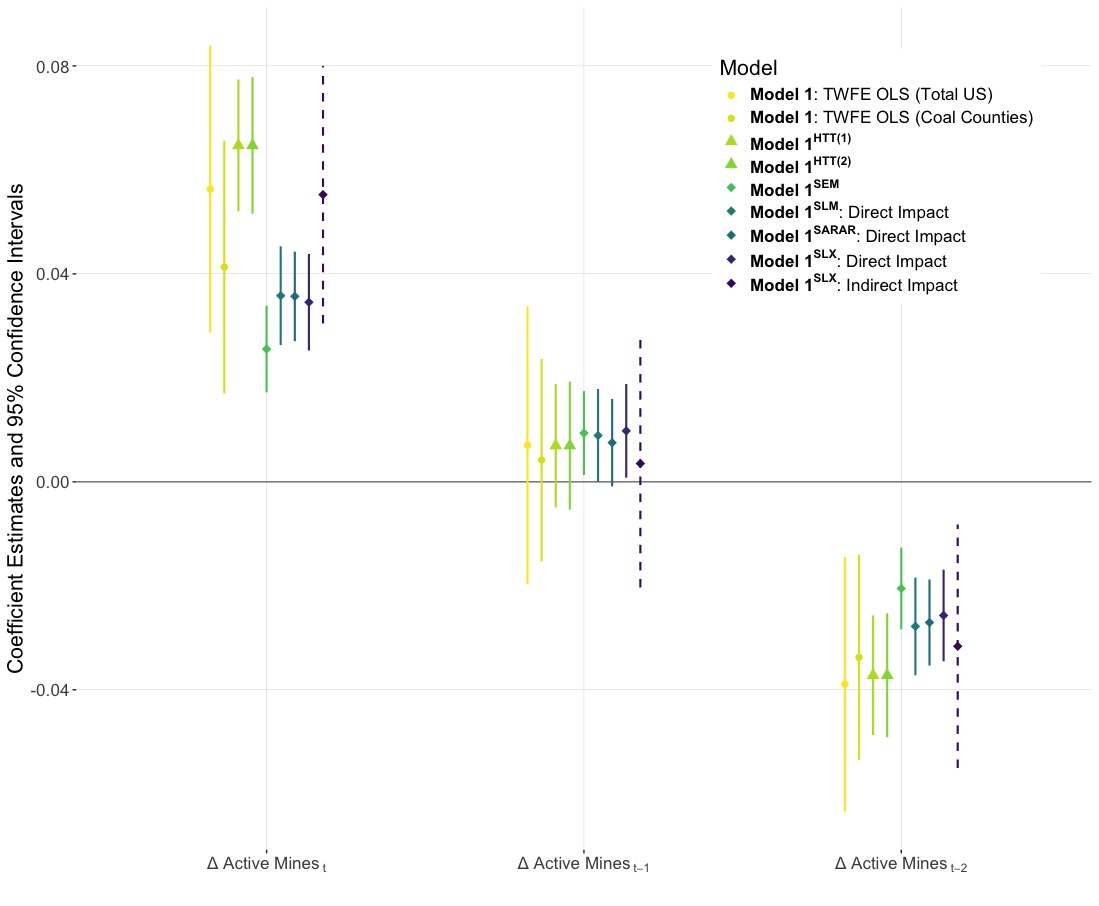 Coefficient Estimates and 95% Confidence Intervals
0.08
0.04
0.00
-0.04
Model
Model 1: TWFE OLS (Total US)
Model 1: TWFE OLS (Coal Counties)
Model 1HTT(1)
Model 1HTT(2)
Model 1SEM
Model 1SLM: Direct Impact
Model 1SARAR: Direct Impact
Model 1SLX: Direct Impact
Model 1SLX: Indirect Impact
Δ Active Mines t
Δ Active Mines t−1
Δ Active Mines t−2